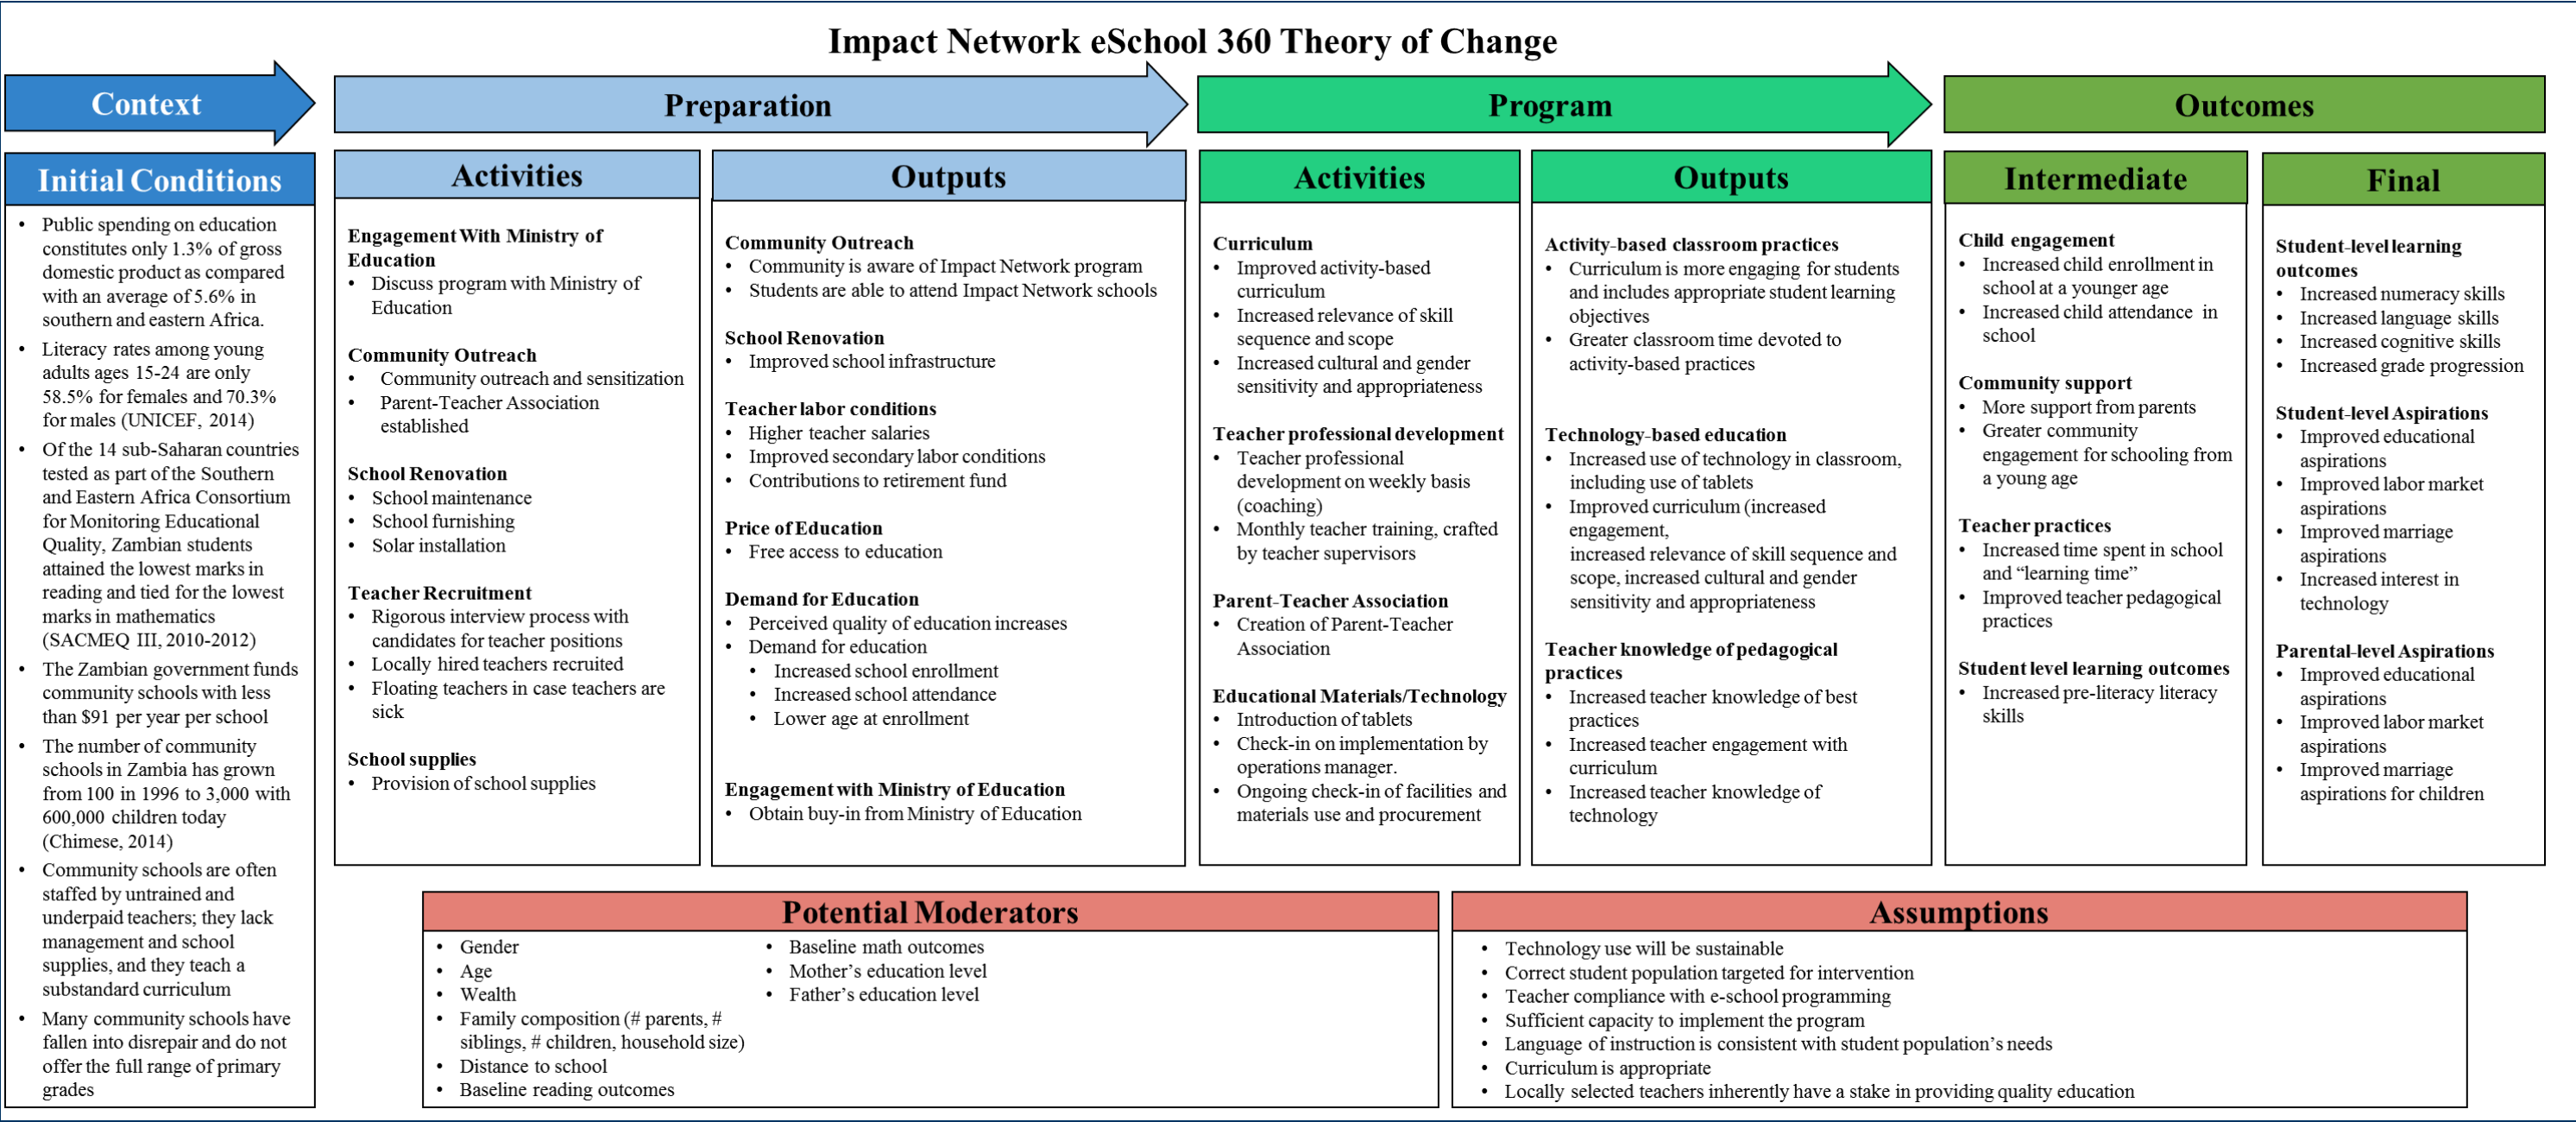 Impact Network eSchool 360 Theory of Change
Context
Preparation
Program
Outcomes
Initial Conditions
• Public spending on education
constitutes only 1.3% of gross
domestic product as compared
with an average of 5.6% in
southern and eastern Africa.
• Literacy rates among young
adults ages 15-24 are only
58.5% for females and 70.3%
for males (UNICEF, 2014)
• Of the 14 sub-Saharan countries
tested as part of the Southern
and Eastern Africa Consortium
for Monitoring Educational
Quality, Zambian students
attained the lowest marks in
reading and tied for the lowest
marks in mathematics
(SACMEQ III, 2010-2012)
• The Zambian government funds
community schools with less
than $91 per year per school
• The number of community
schools in Zambia has grown
from 100 in 1996 to 3,000 with
600,000 children today
(Chimese, 2014)
• Community schools are often
staffed by untrained and
underpaid teachers; they lack
management and school
supplies, and they teach a
substandard curriculum
• Many community schools have
fallen into disrepair and do not
offer the full range of primary
grades
Activities
Engagement With Ministry of
Education
• Discuss program with Ministry of
Education
Community Outreach
• Community outreach and sensitization
• Parent-Teacher Association
established
School Renovation
• School maintenance
• School furnishing
• Solar installation
Teacher Recruitment
• Rigorous interview process with
candidates for teacher positions
• Locally hired teachers recruited
• Floating teachers in case teachers are
sick
School supplies
• Provision of school supplies
Outputs
Community Outreach
• Community is aware of Impact Network program
• Students are able to attend Impact Network schools
School Renovation
• Improved school infrastructure
Teacher labor conditions
• Higher teacher salaries
• Improved secondary labor conditions
• Contributions to retirement fund
Price of Education
• Free access to education
Demand for Education
• Perceived quality of education increases
• Demand for education
• Increased school enrollment
• Increased school attendance
• Lower age at enrollment
Engagement with Ministry of Education
• Obtain buy-in from Ministry of Education
Activities
Curriculum
• Improved activity-based
curriculum
• Increased relevance of skill
sequence and scope
• Increased cultural and gender
sensitivity and appropriateness
Teacher professional development
• Teacher professional
development on weekly basis
(coaching)
• Monthly teacher training, crafted
by teacher supervisors
Parent-Teacher Association
• Creation of Parent-Teacher
Association
Educational Materials/Technology
• Introduction of tablets
• Check-in on implementation by
operations manager.
• Ongoing check-in of facilities and
materials use and procurement
Outputs
Activity-based classroom practices
• Curriculum is more engaging for students
and includes appropriate student learning
objectives
• Greater classroom time devoted to
activity-based practices
Technology-based education
• Increased use of technology in classroom,
including use of tablets
• Improved curriculum (increased
engagement,
increased relevance of skill sequence and
scope, increased cultural and gender
sensitivity and appropriateness
Teacher knowledge of pedagogical
practices
• Increased teacher knowledge of best
practices
• Increased teacher engagement with
curriculum
• Increased teacher knowledge of
technology
Intermediate
Child engagement
• Increased child enrollment in
school at a younger age
• Increased child attendance in
school
Community support
• More support from parents
• Greater community
engagement for schooling from
a young age
Teacher practices
• Increased time spent in school
and “learning time”
• Improved teacher pedagogical
practices
Student level learning outcomes
• Increased pre-literacy literacy
skills
Final
Student-level learning
outcomes
• Increased numeracy skills
• Increased language skills
• Increased cognitive skills
• Increased grade progression
Student-level Aspirations
• Improved educational
aspirations
• Improved labor market
aspirations
• Improved marriage
aspirations
• Increased interest in
technology
Parental-level Aspirations
• Improved educational
aspirations
• Improved labor market
aspirations
• Improved marriage
aspirations for children
Potential Moderators
• Gender
• Age
• Wealth
• Family composition (# parents, #
siblings, # children, household size)
• Distance to school
• Baseline reading outcomes
• Baseline math outcomes
• Mother’s education level
• Father’s education level
Assumptions
• Technology use will be sustainable
• Correct student population targeted for intervention
• Teacher compliance with e-school programming
• Sufficient capacity to implement the program
• Language of instruction is consistent with student population’s needs
• Curriculum is appropriate
• Locally selected teachers inherently have a stake in providing quality education